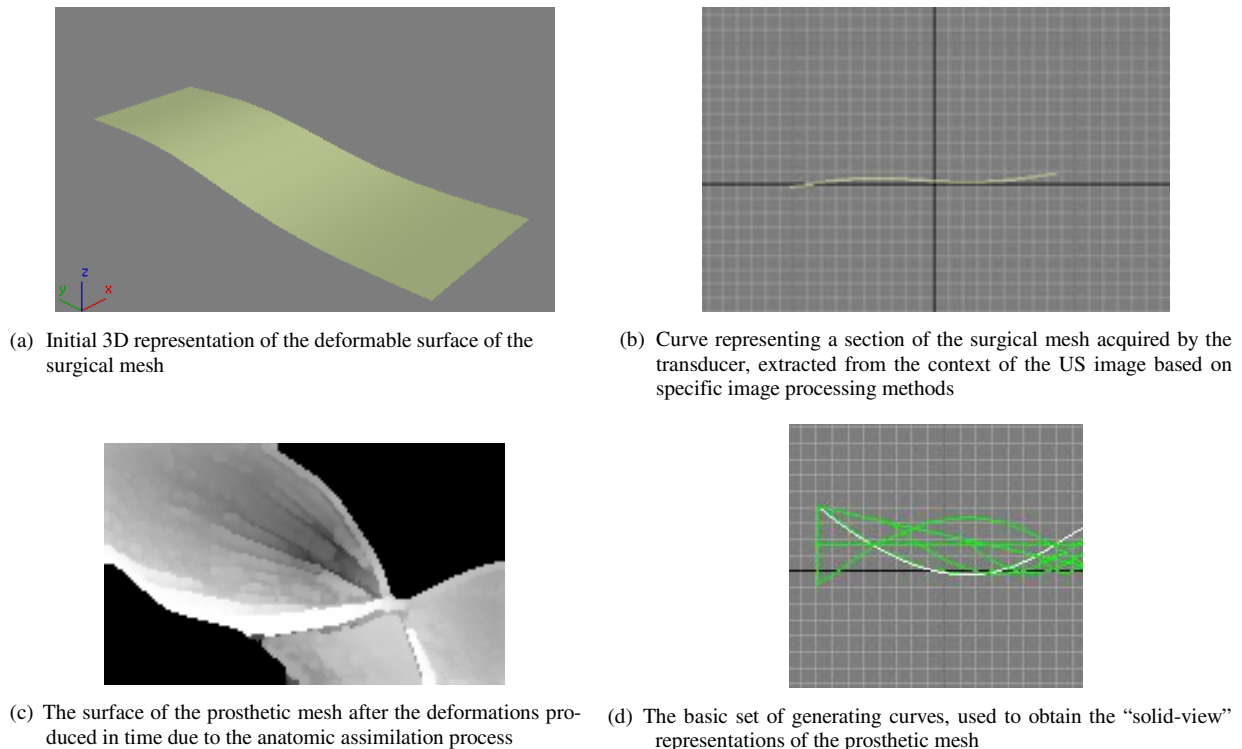 z
y
x
(a) Initial 3D representation of the deformable surface of the
surgical mesh
(b) Curve representing a section of the surgical mesh acquired by the
transducer, extracted from the context of the US image based on
specific image processing methods
(c) The surface of the prosthetic mesh after the deformations pro-
duced in time due to the anatomic assimilation process
(d) The basic set of generating curves, used to obtain the “solid-view”
representations of the prosthetic mesh